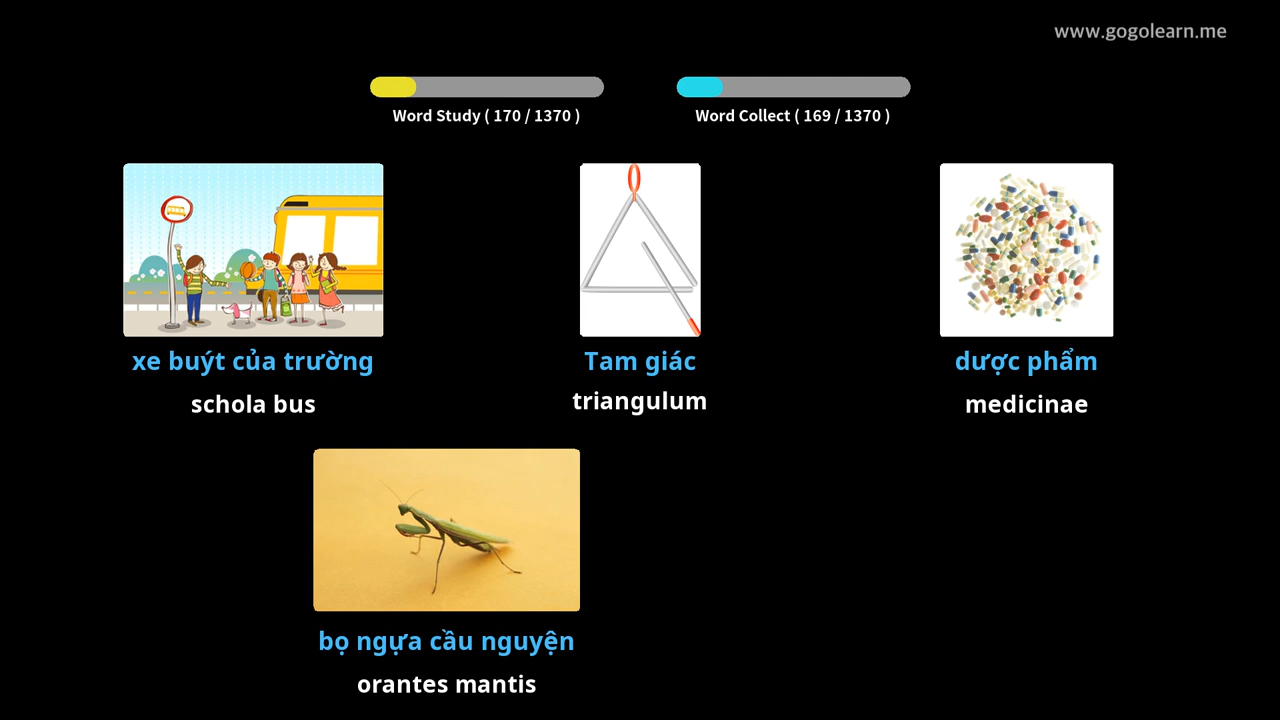 www.gogolearn.me
Word Study ( 170 / 1370 )
Word Collect ( 169 / 1370 )
xe buýt của trường
schola bus
Tam giác
triangulum
dược phẩm
medicinae
bọ ngựa cầu nguyện
orantes mantis